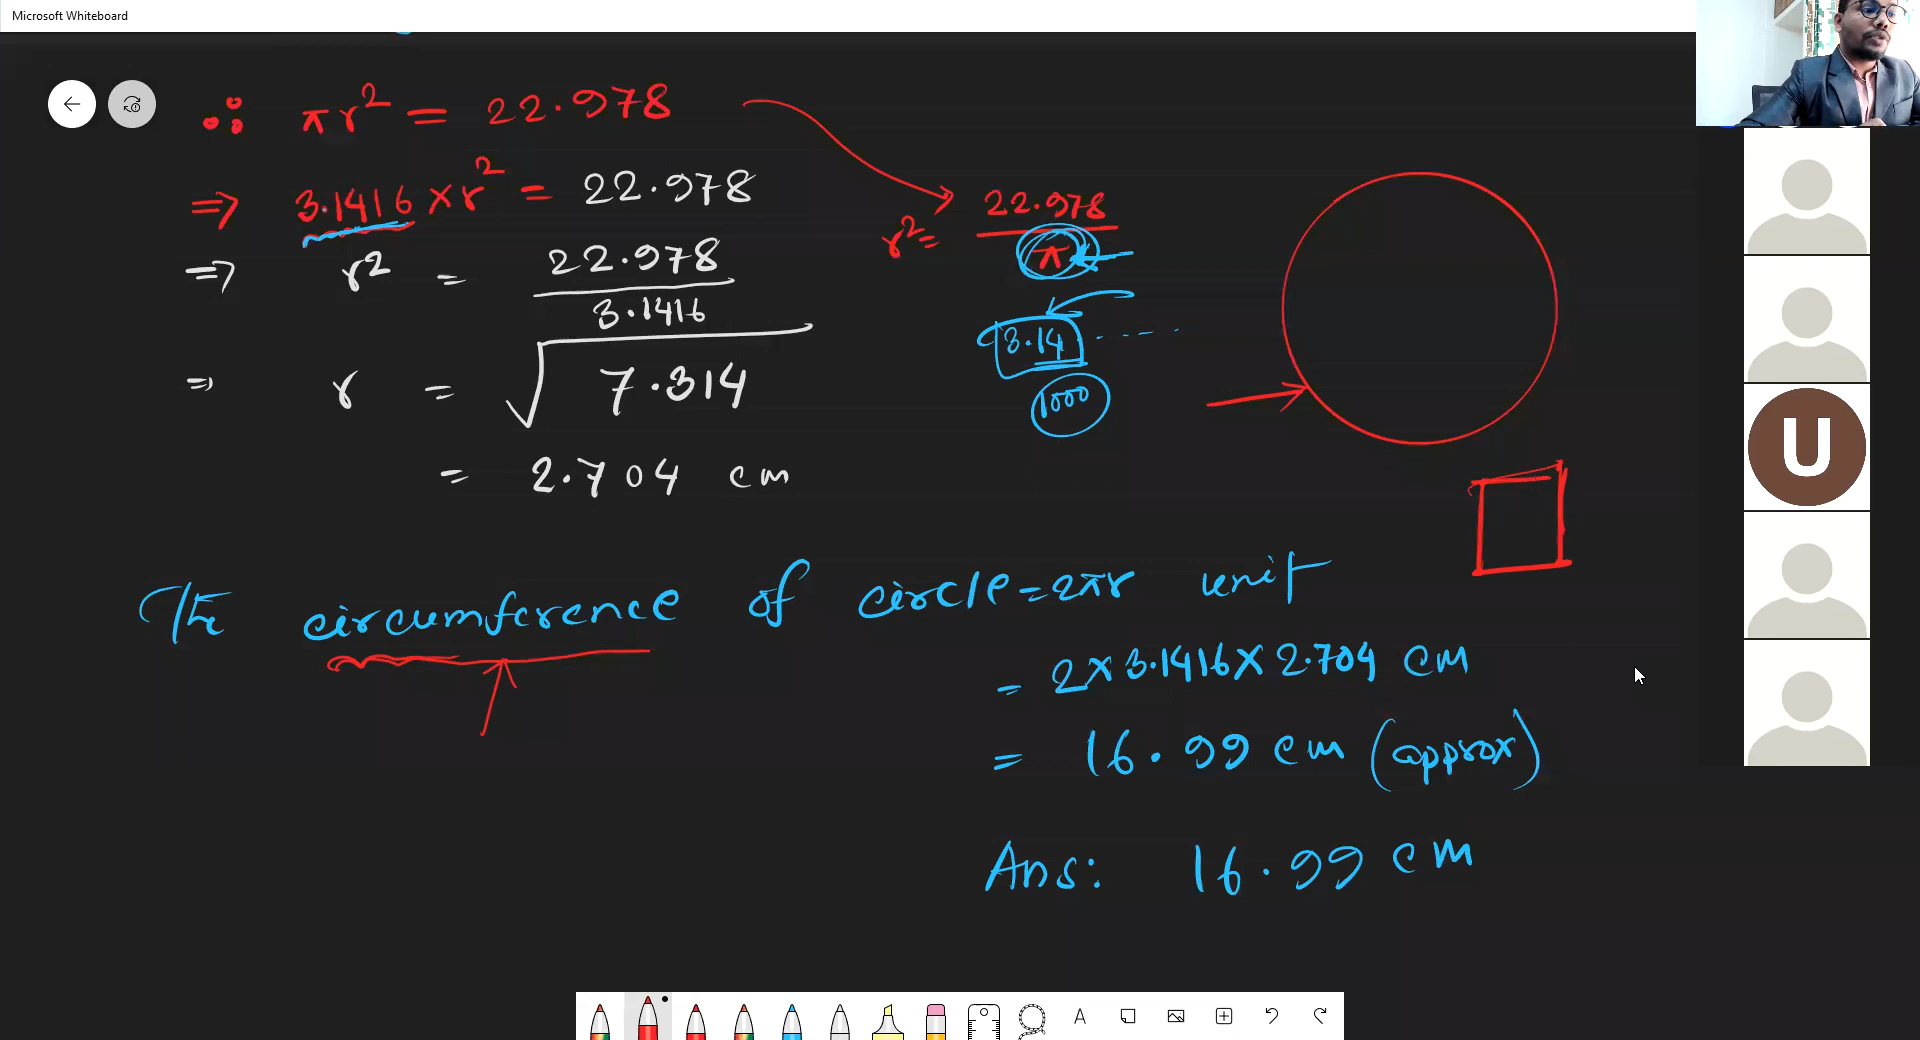 Microsoft Whiteboard
∴ πr² = 22.978
⇒ 3.1416 × r² = 22.978
⇒ r² = 22.978 / 3.1416
⇒ r = √7.314
= 2.704 cm
r² = 22.978 / π
3.14 ....
1000
U
The circumference of circle = 2πr unit
= 2 × 3.1416 × 2.704 cm
= 16.99 cm (approx)
Ans: 16.99 cm
A